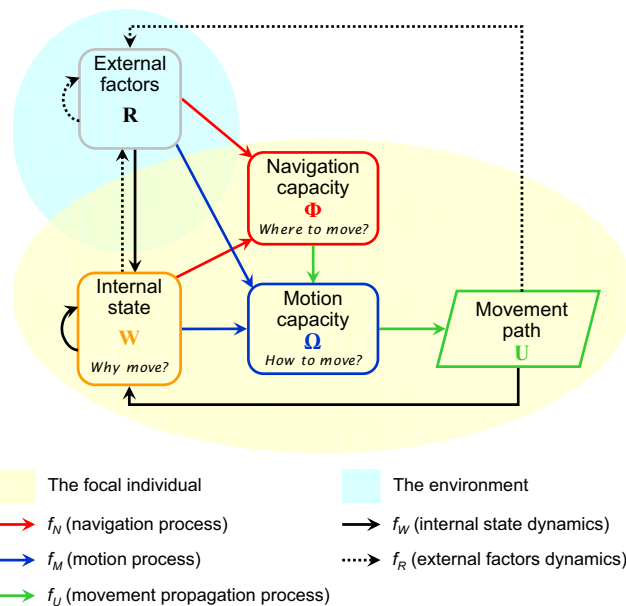 External
factors
R
Navigation
capacity
Φ
Where to move?
Internal
state
W
Why move?
Motion
capacity
Ω
How to move?
Movement
path
U
The focal individual
The environment
f_N (navigation process)
f_W (internal state dynamics)
f_M (motion process)
f_R (external factors dynamics)
f_U (movement propagation process)